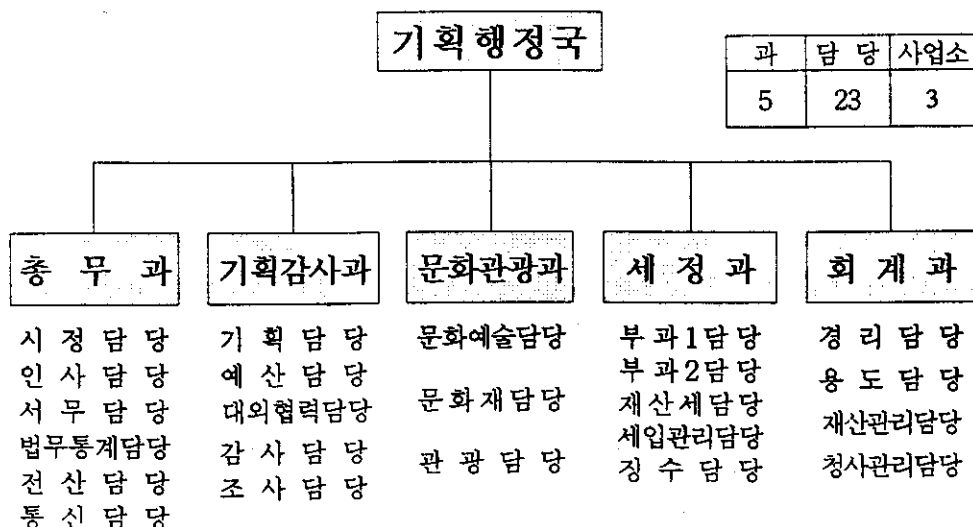 기획행정국
과 담 당 사업소
5 23 3
총 무 과
시 정 담 당
인 사 담 당
서 무 담 당
법무통계담당
전 산 담 당
통 신 담 당
기획감사과
기 획 담 당
예 산 담 당
대외협력담당
감 사 담 당
조 사 담 당
문화관광과
문화예술담당
문화재담당
관 광 담 당
세 정 과
부과1담당
부과2담당
재산세담당
세입관리담당
징 수 담 당
회 계 과
경 리 담 당
용 도 담 당
재산관리담당
청사관리담당